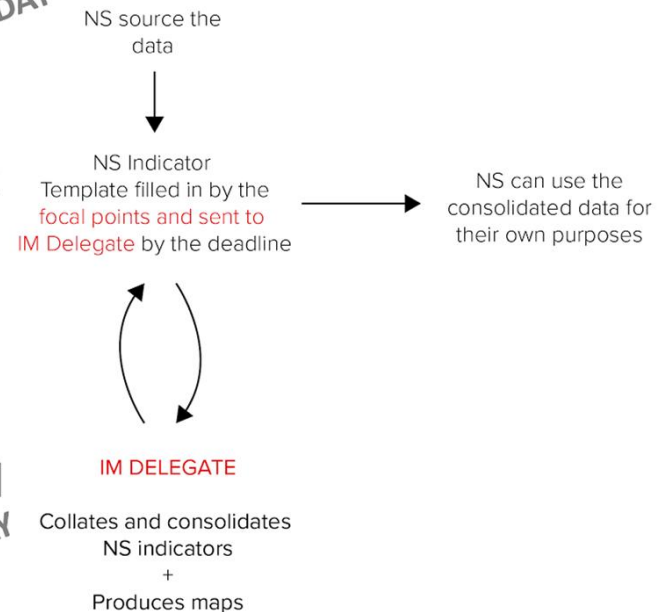 NS source the
data
NS Indicator
Template filled in by the
focal points and sent to
IM Delegate by the deadline
NS can use the
consolidated data for
their own purposes
IM DELEGATE
Collates and consolidates
NS indicators
+
Produces maps